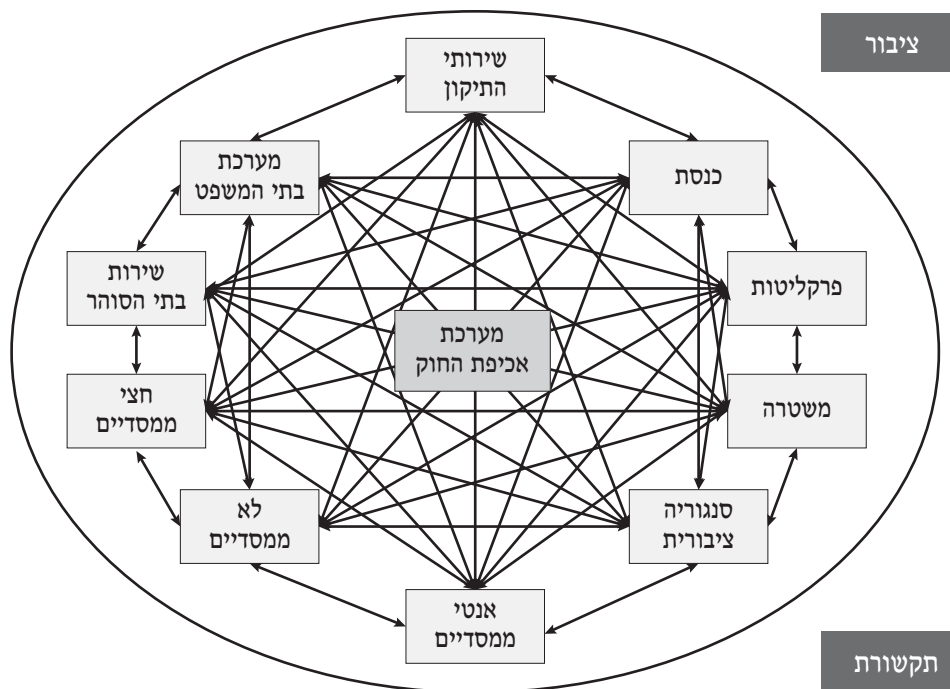 ציבור
שירותי
התיקון
כנסת
מערכת
בתי המשפט
פרקליטות
שירות
בתי הסוהר
מערכת
אכיפת החוק
משטרה
חצי
ממסדיים
סנגוריה
ציבורית
לא
ממסדיים
אנטי
ממסדיים
תקשורת